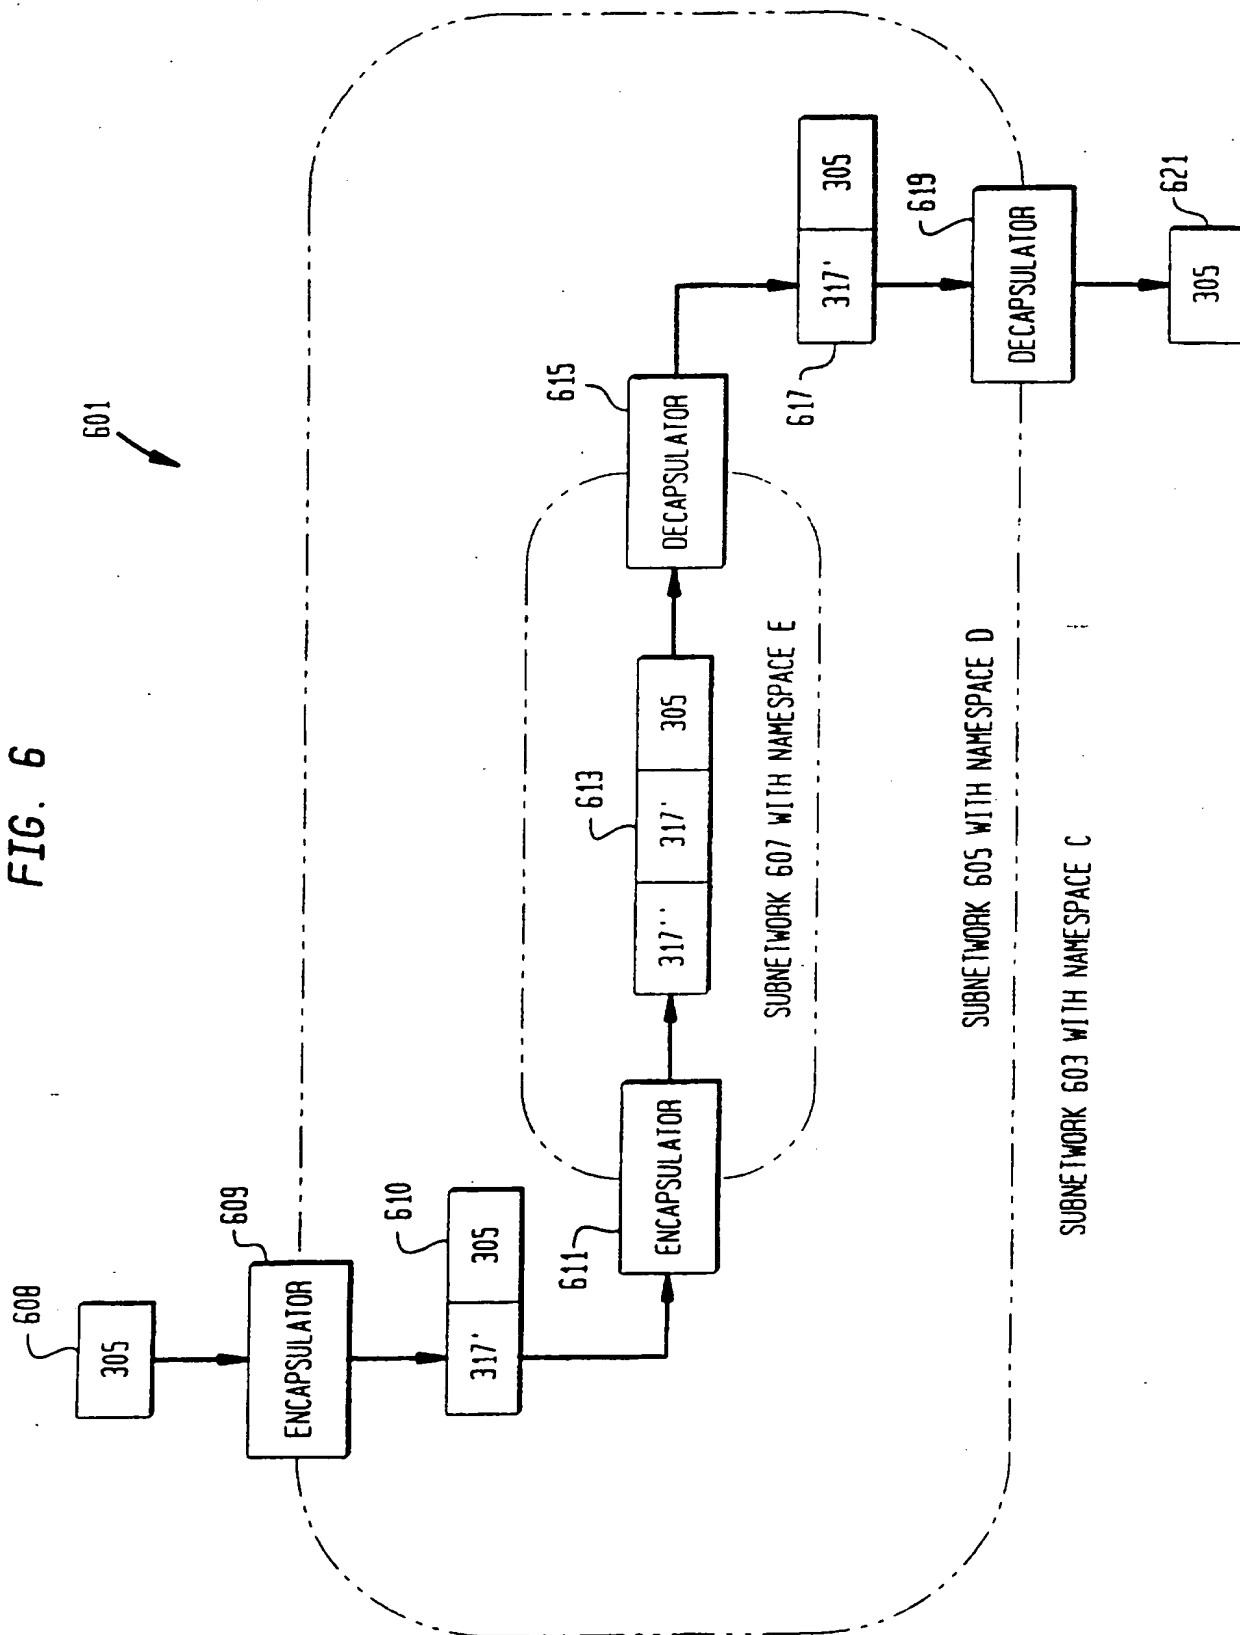 FIG. 6
601
608
305
609
ENCAPSULATOR
610
317' 305
611
ENCAPSULATOR
613
317'' 317' 305
615
DECAPSULATOR
617
317' 305
619
DECAPSULATOR
621
305
SUBNETWORK 607 WITH NAMESPACE E
SUBNETWORK 605 WITH NAMESPACE D
SUBNETWORK 603 WITH NAMESPACE C